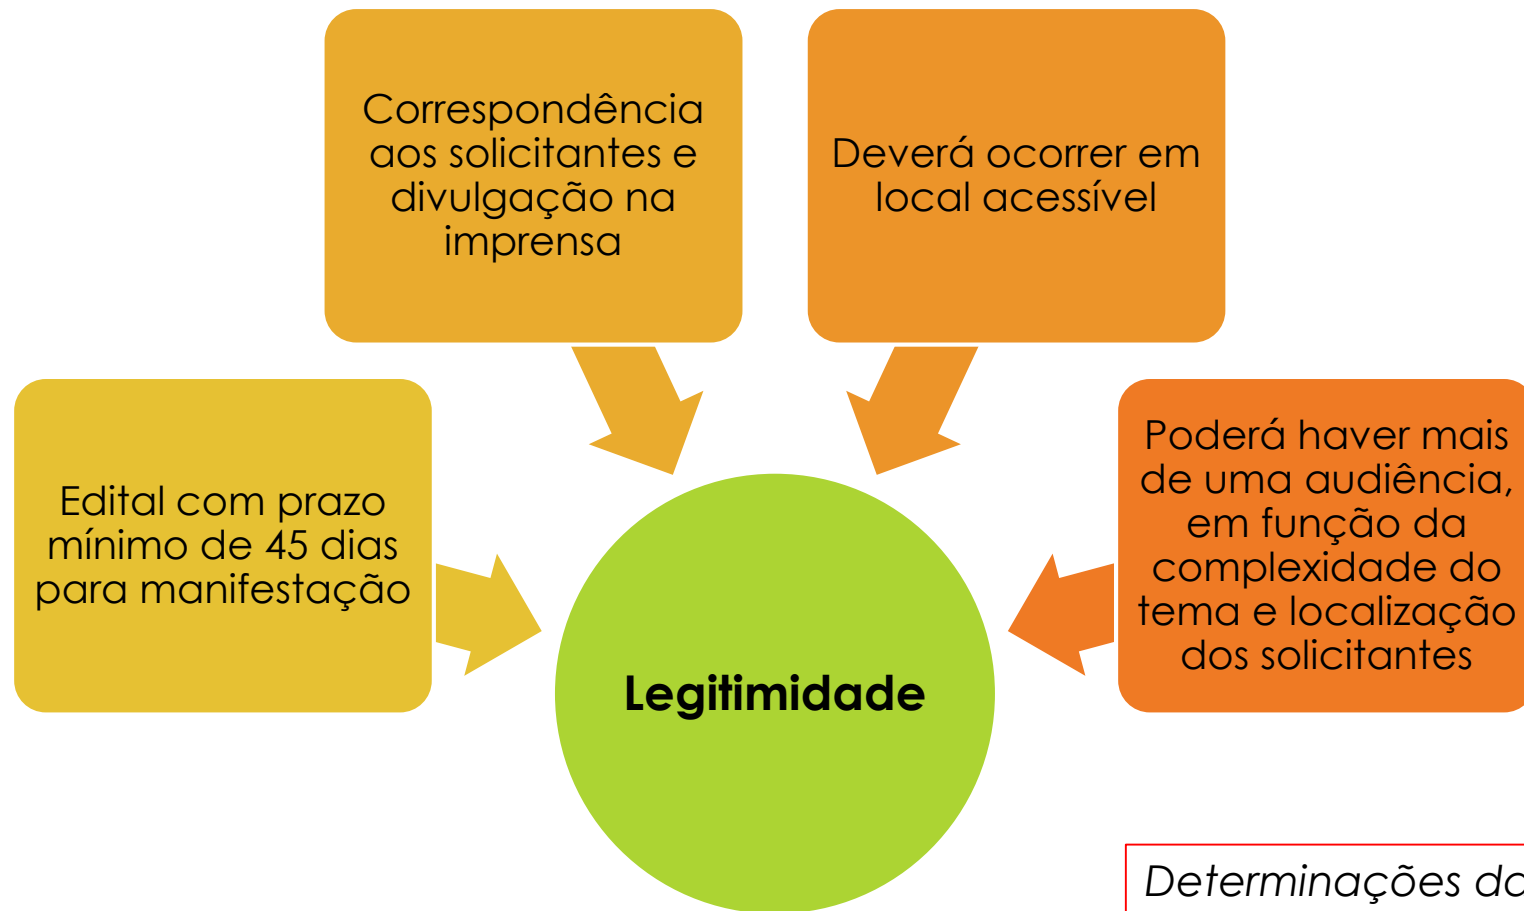 Correspondência
aos solicitantes e
divulgação na
imprensa
Deverá ocorrer em
local acessível
Edital com prazo
mínimo de 45 dias
para manifestação
Poderá haver mais
de uma audiência,
em função da
complexidade do
tema e localização
dos solicitantes
Legitimidade
Determinações